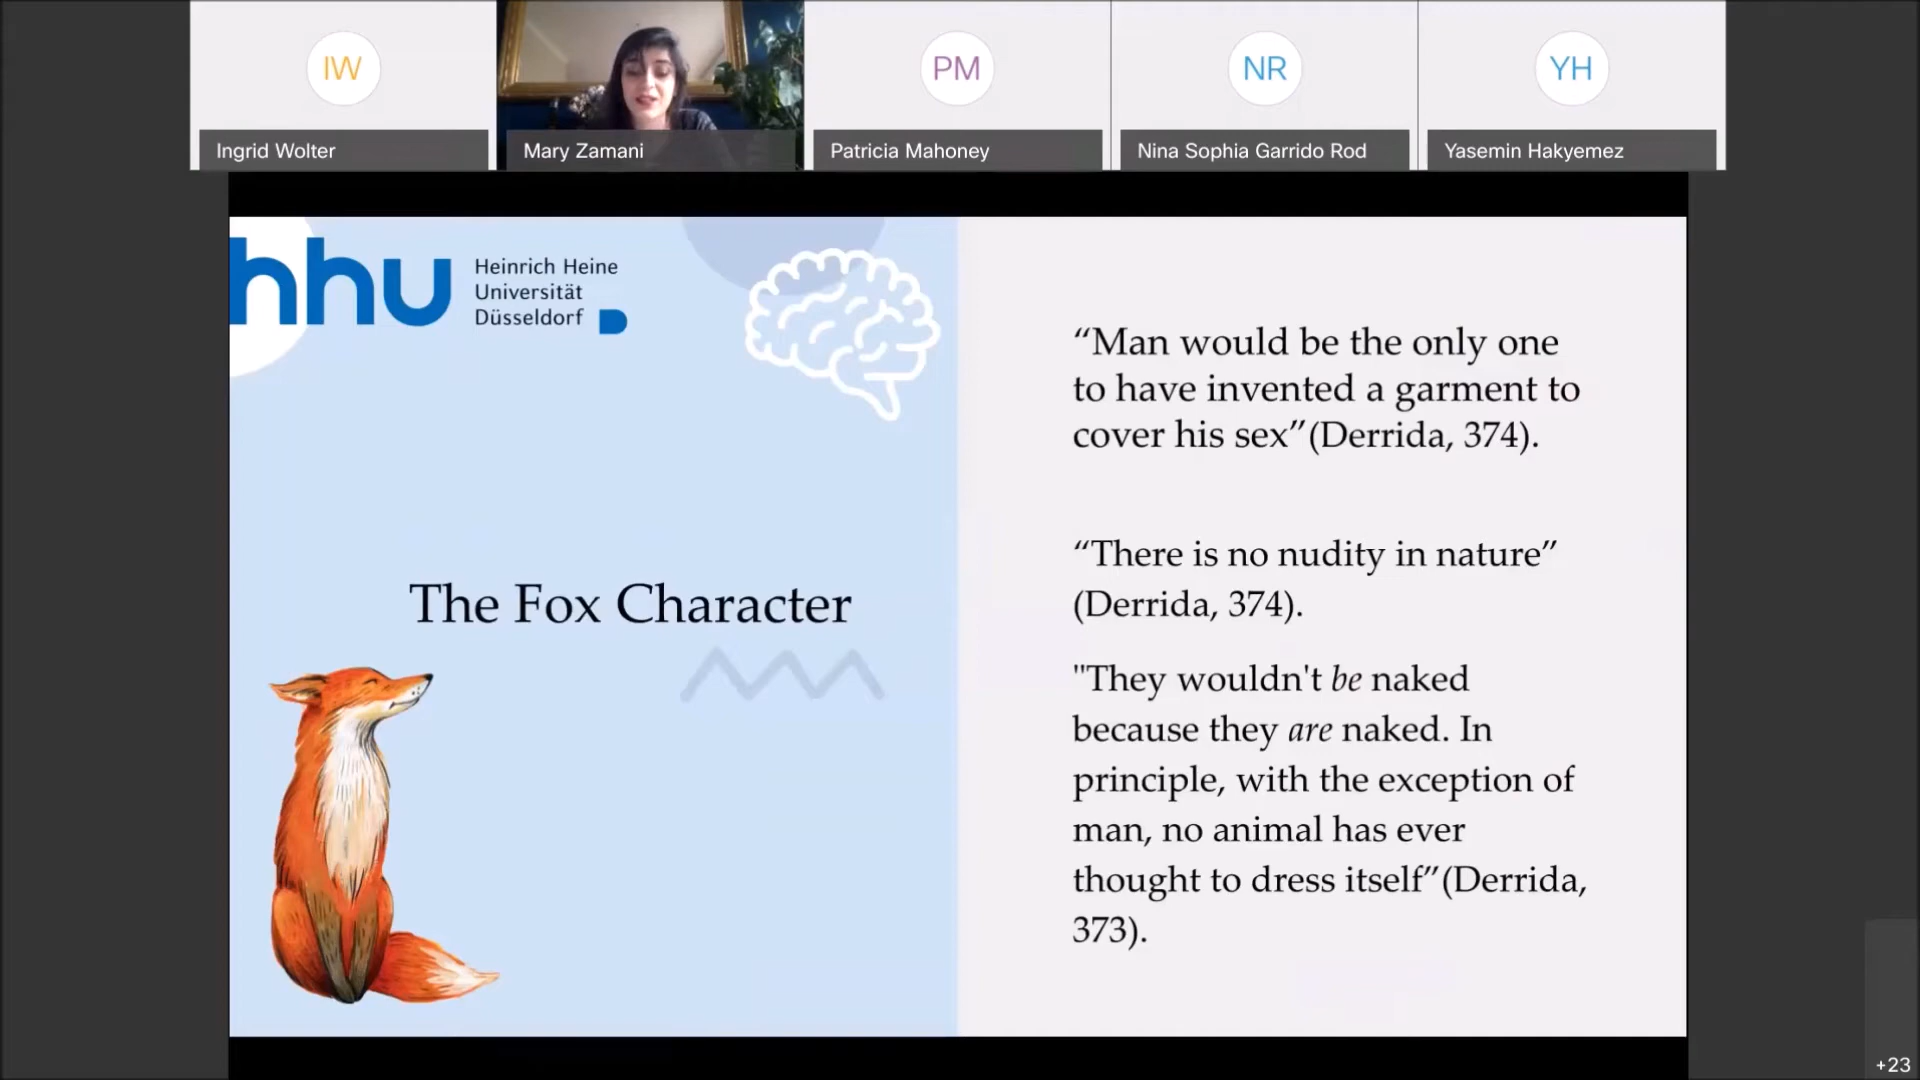 IW
PM
NR
YH
Ingrid Wolter
Mary Zamani
Patricia Mahoney
Nina Sophia Garrido Rod
Yasemin Hakyemez
hhu
Heinrich Heine
Universität
Düsseldorf
The Fox Character
“Man would be the only one
to have invented a garment to
cover his sex”(Derrida, 374).
“There is no nudity in nature”
(Derrida, 374).
"They wouldn't be naked
because they are naked. In
principle, with the exception of
man, no animal has ever
thought to dress itself”(Derrida,
373).
+23